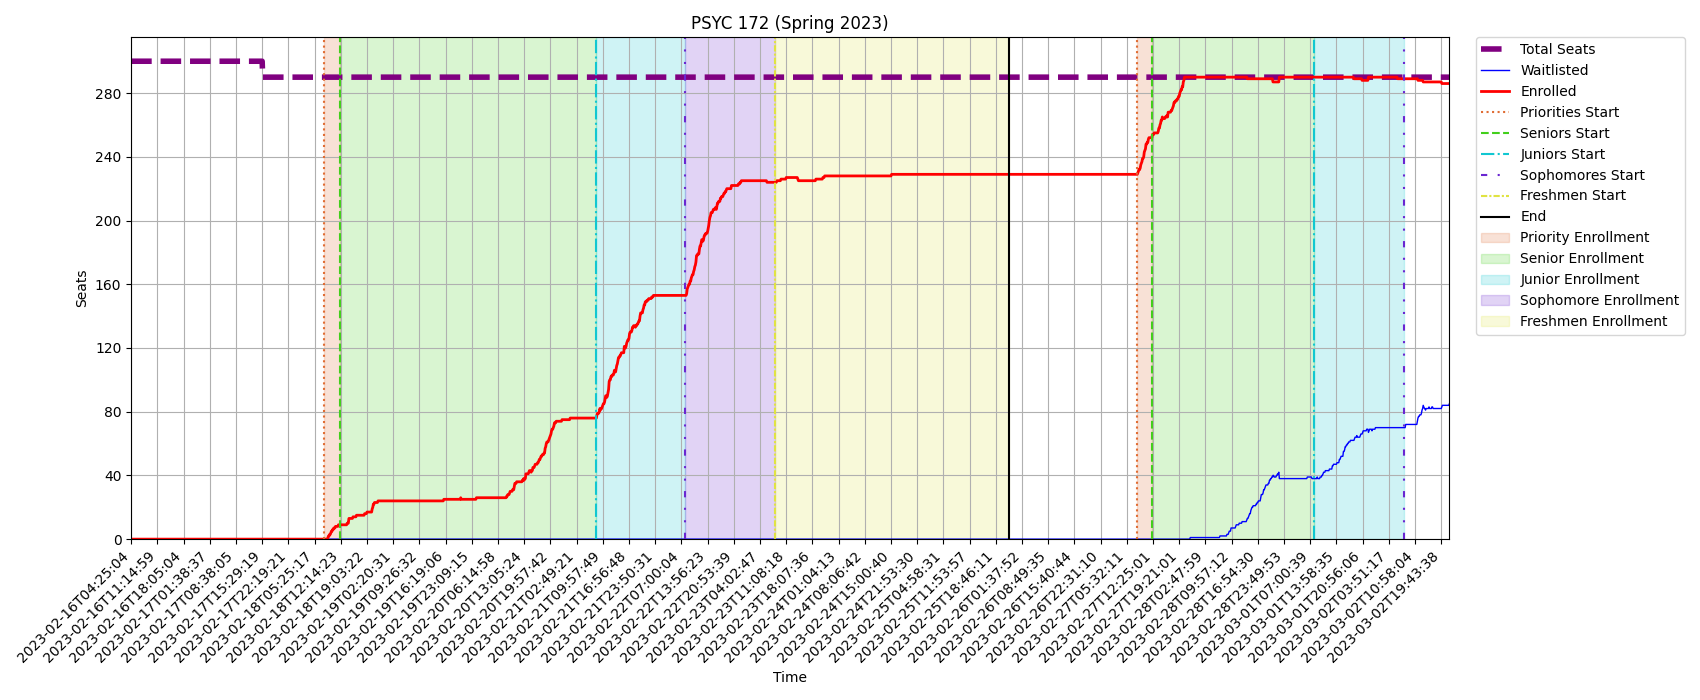 PSYC 172 (Spring 2023)
Seats
280
240
200
160
120
80
40
0
2023-02-16T04:25:04
2023-02-16T11:14:59
2023-02-16T18:05:04
2023-02-17T01:38:37
2023-02-17T08:38:05
2023-02-17T15:29:19
2023-02-17T22:19:21
2023-02-18T05:25:17
2023-02-18T12:14:23
2023-02-18T19:03:22
2023-02-19T02:20:31
2023-02-19T09:26:32
2023-02-19T16:19:06
2023-02-19T23:09:15
2023-02-20T06:14:58
2023-02-20T13:05:24
2023-02-20T19:57:42
2023-02-21T02:49:21
2023-02-21T09:57:49
2023-02-21T16:56:48
2023-02-21T23:50:31
2023-02-22T07:00:04
2023-02-22T13:56:23
2023-02-22T20:53:39
2023-02-23T04:02:47
2023-02-23T11:08:18
2023-02-23T18:07:36
2023-02-24T01:04:13
2023-02-24T08:06:42
2023-02-24T15:00:40
2023-02-24T21:53:30
2023-02-25T04:58:31
2023-02-25T11:53:57
2023-02-25T18:46:11
2023-02-26T01:37:52
2023-02-26T08:49:35
2023-02-26T15:40:44
2023-02-26T22:31:10
2023-02-27T05:32:11
2023-02-27T12:25:01
2023-02-27T19:21:01
2023-02-28T02:47:59
2023-02-28T09:57:12
2023-02-28T16:54:30
2023-02-28T23:49:53
2023-03-01T07:00:39
2023-03-01T13:58:35
2023-03-01T20:56:06
2023-03-02T03:51:17
2023-03-02T10:58:04
2023-03-02T19:43:38
Time
Total Seats
Waitlisted
Enrolled
Priorities Start
Seniors Start
Juniors Start
Sophomores Start
Freshmen Start
End
Priority Enrollment
Senior Enrollment
Junior Enrollment
Sophomore Enrollment
Freshmen Enrollment